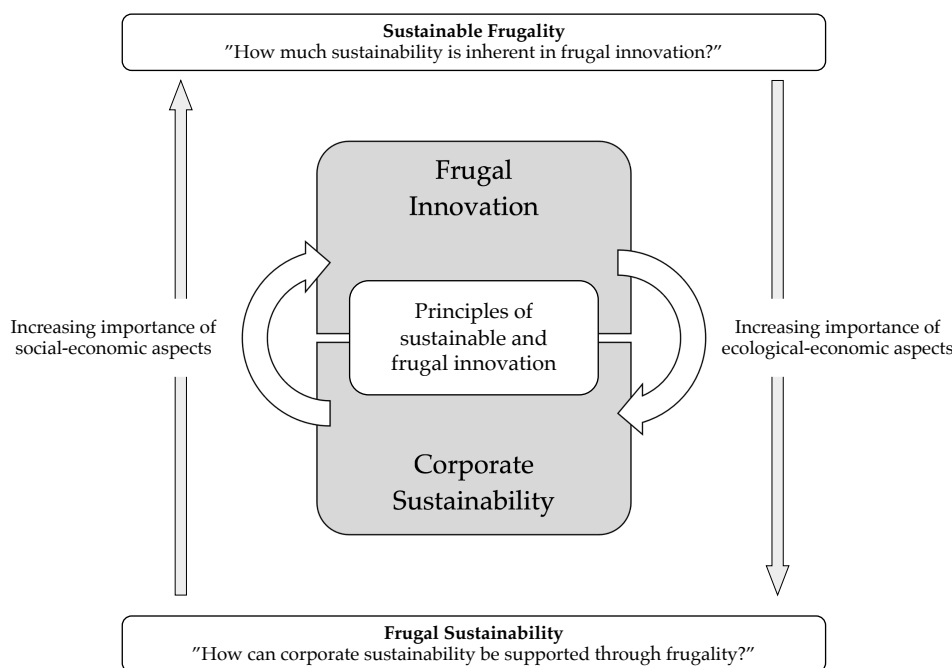 Sustainable Frugality
”How much sustainability is inherent in frugal innovation?”
Frugal
Innovation
Increasing importance of
social-economic aspects
Principles of
sustainable and
frugal innovation
Increasing importance of
ecological-economic aspects
Corporate
Sustainability
Frugal Sustainability
”How can corporate sustainability be supported through frugality?”